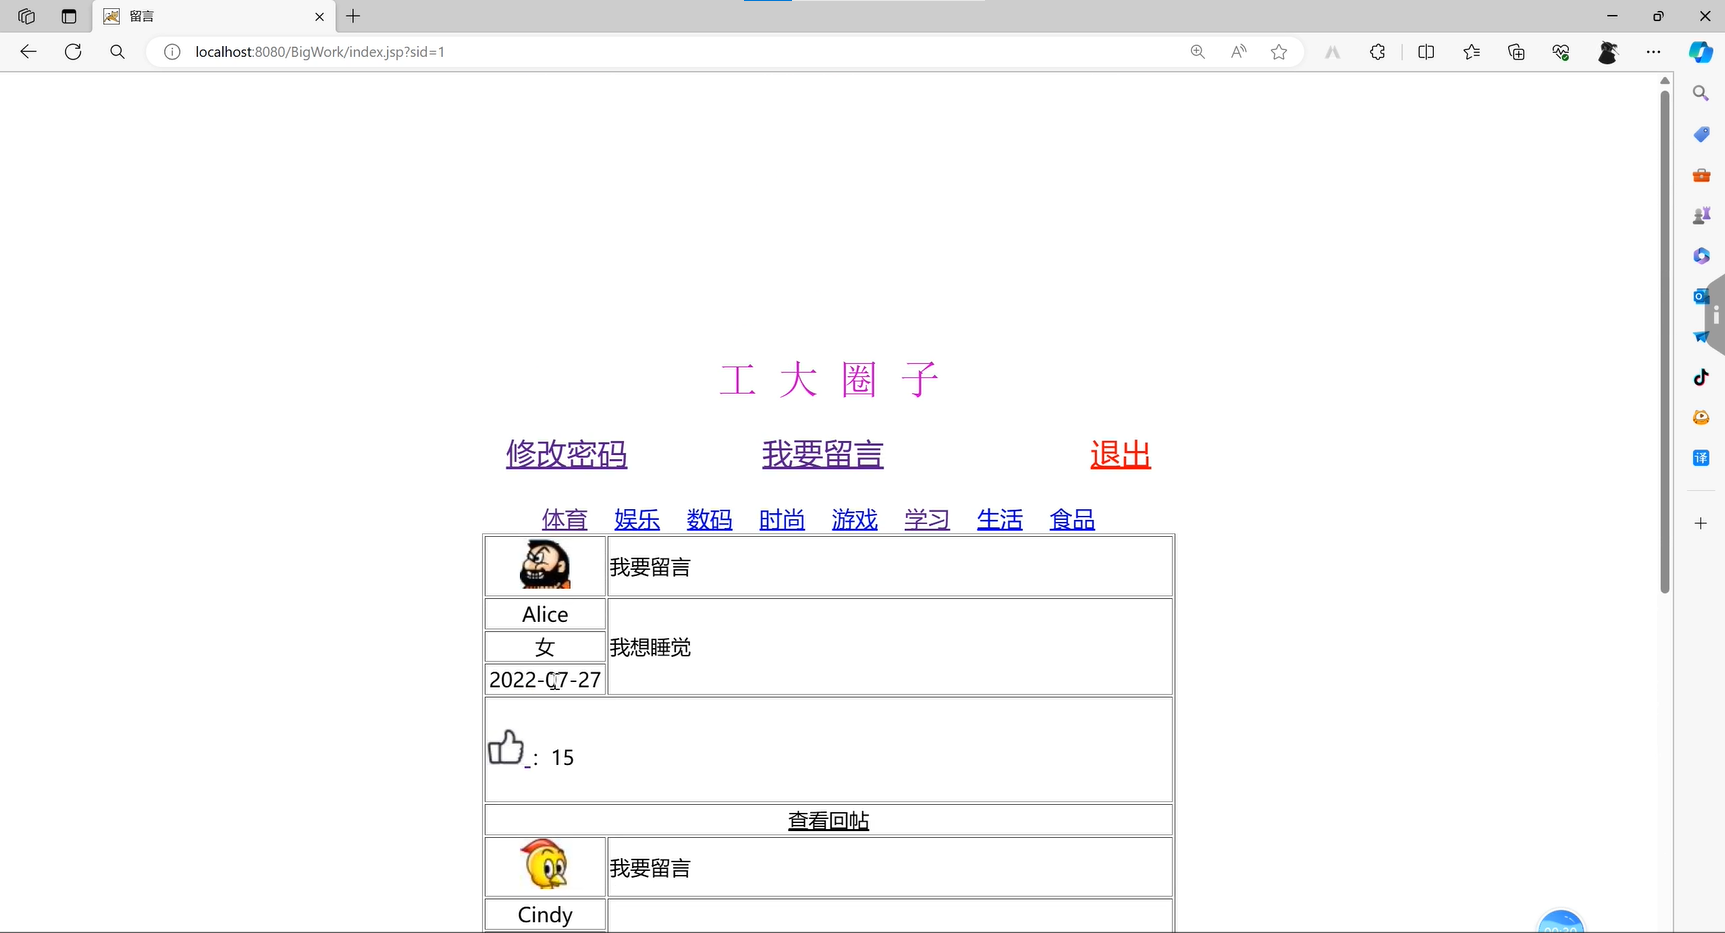 留言
localhost:8080/BigWork/index.jsp?sid=1
工 大 圈 子
修改密码 我要留言 退出
体育 娱乐 数码 时尚 游戏 学习 生活 食品
我要留言
Alice
女
我想睡觉
2022-07-27
: 15
查看回帖
我要留言
Cindy
译